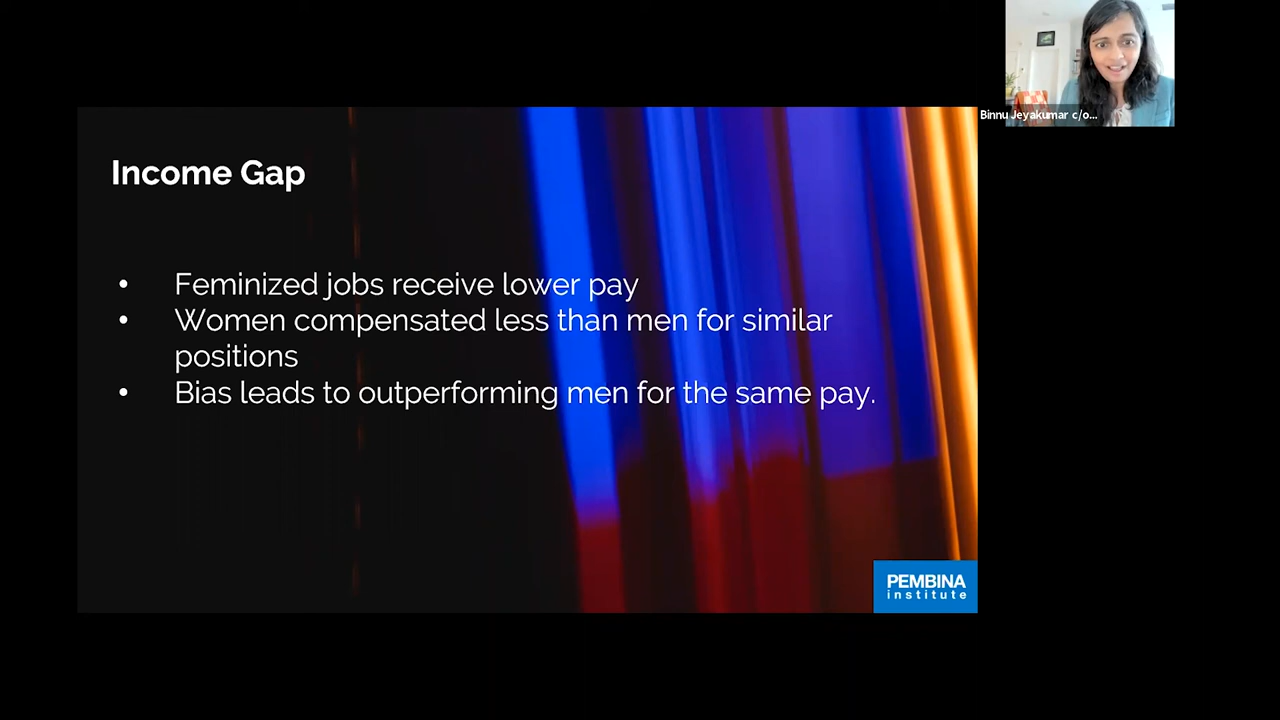 Binnu Jeyakumar c/o...
Income Gap
• Feminized jobs receive lower pay
• Women compensated less than men for similar
positions
• Bias leads to outperforming men for the same pay.
PEMBINA
institute